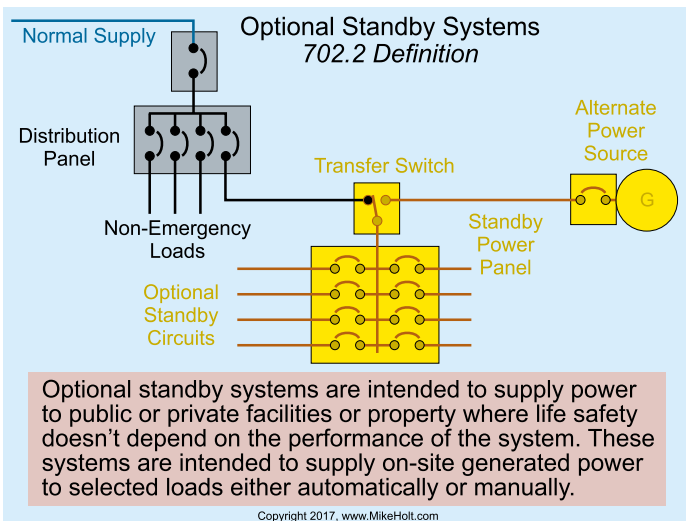 Optional Standby Systems
702.2 Definition
Normal Supply
Distribution
Panel
Non-Emergency
Loads
Transfer Switch
Alternate
Power
Source
G
Standby
Power
Panel
Optional
Standby
Circuits
Optional standby systems are intended to supply power
to public or private facilities or property where life safety
doesn’t depend on the performance of the system. These
systems are intended to supply on-site generated power
to selected loads either automatically or manually.
Copyright 2017, www.MikeHolt.com